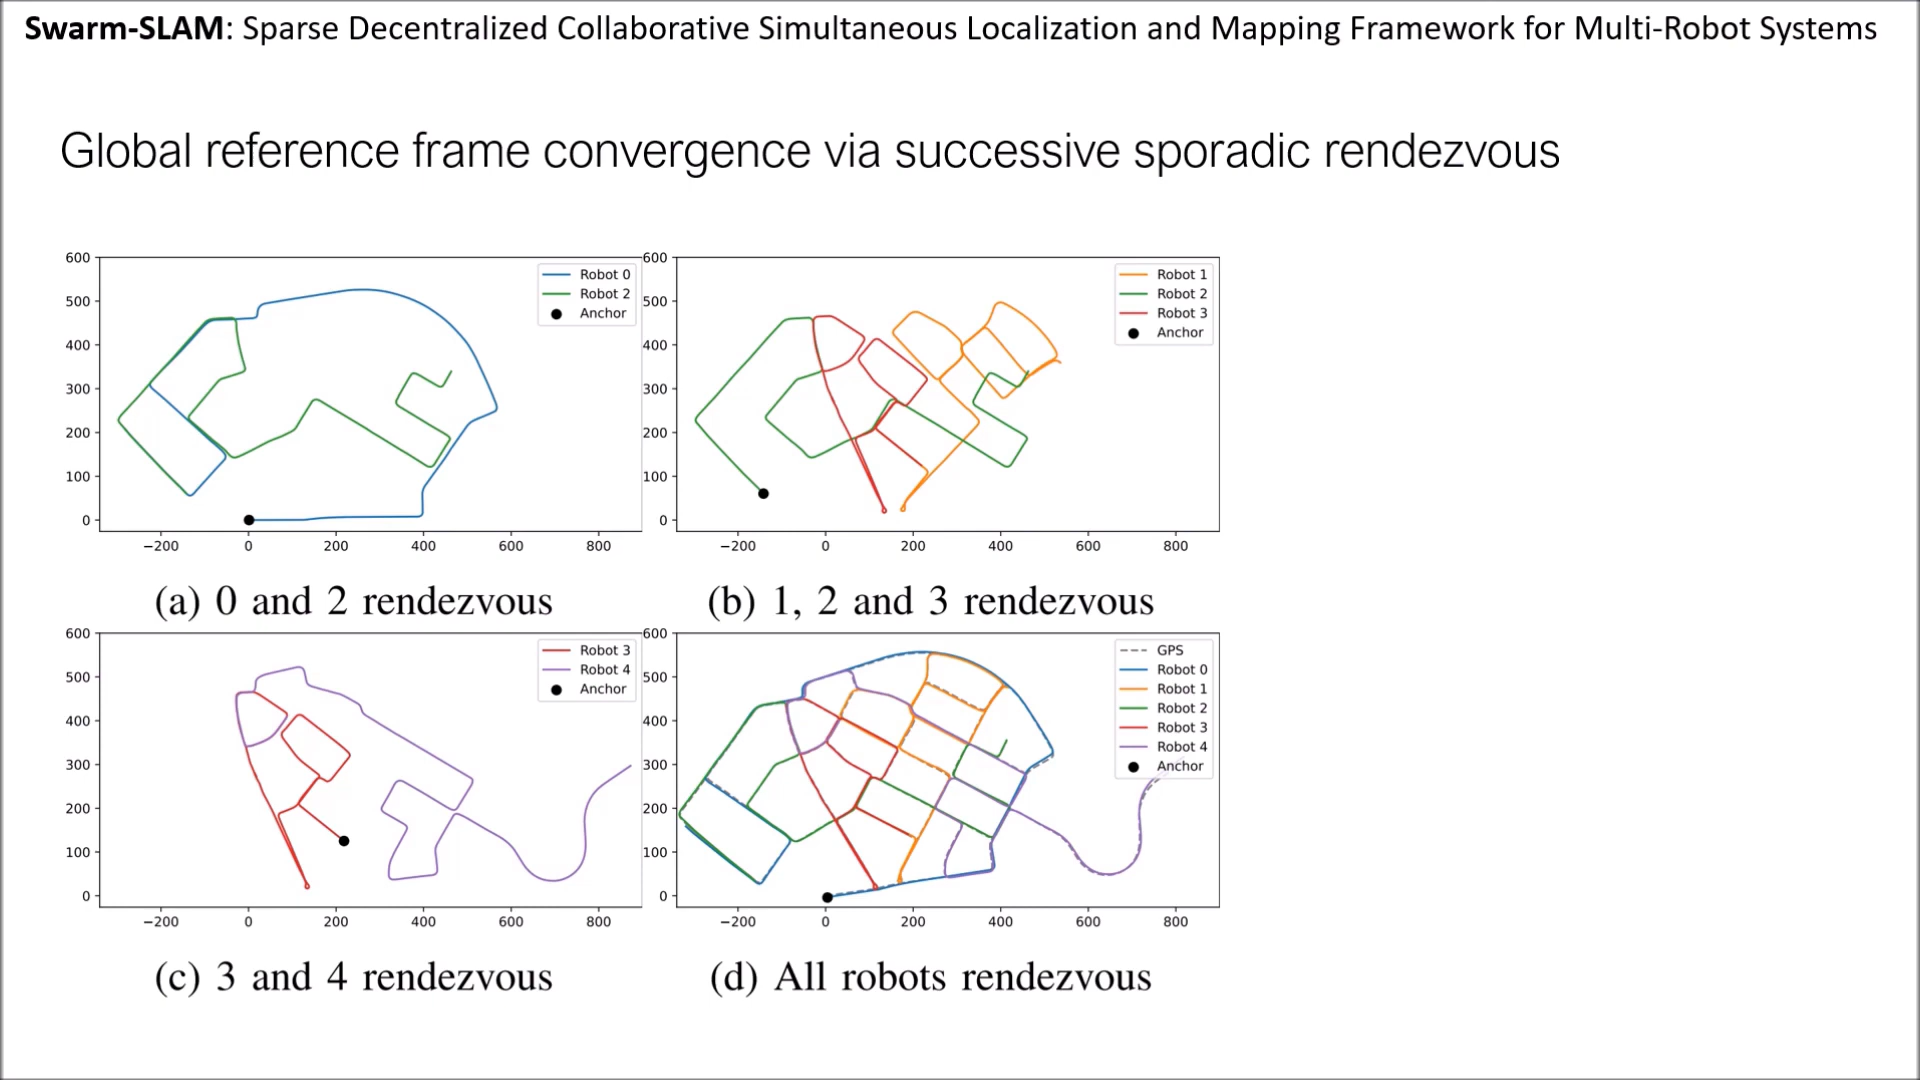 Swarm-SLAM: Sparse Decentralized Collaborative Simultaneous Localization and Mapping Framework for Multi-Robot Systems
Global reference frame convergence via successive sporadic rendezvous
600
500
400
300
200
100
0
−200 0 200 400 600 800
Robot 0
Robot 2
Anchor
(a) 0 and 2 rendezvous
600
500
400
300
200
100
0
−200 0 200 400 600 800
Robot 1
Robot 2
Robot 3
Anchor
(b) 1, 2 and 3 rendezvous
600
500
400
300
200
100
0
−200 0 200 400 600 800
Robot 3
Robot 4
Anchor
(c) 3 and 4 rendezvous
600
500
400
300
200
100
0
−200 0 200 400 600 800
GPS
Robot 0
Robot 1
Robot 2
Robot 3
Robot 4
Anchor
(d) All robots rendezvous